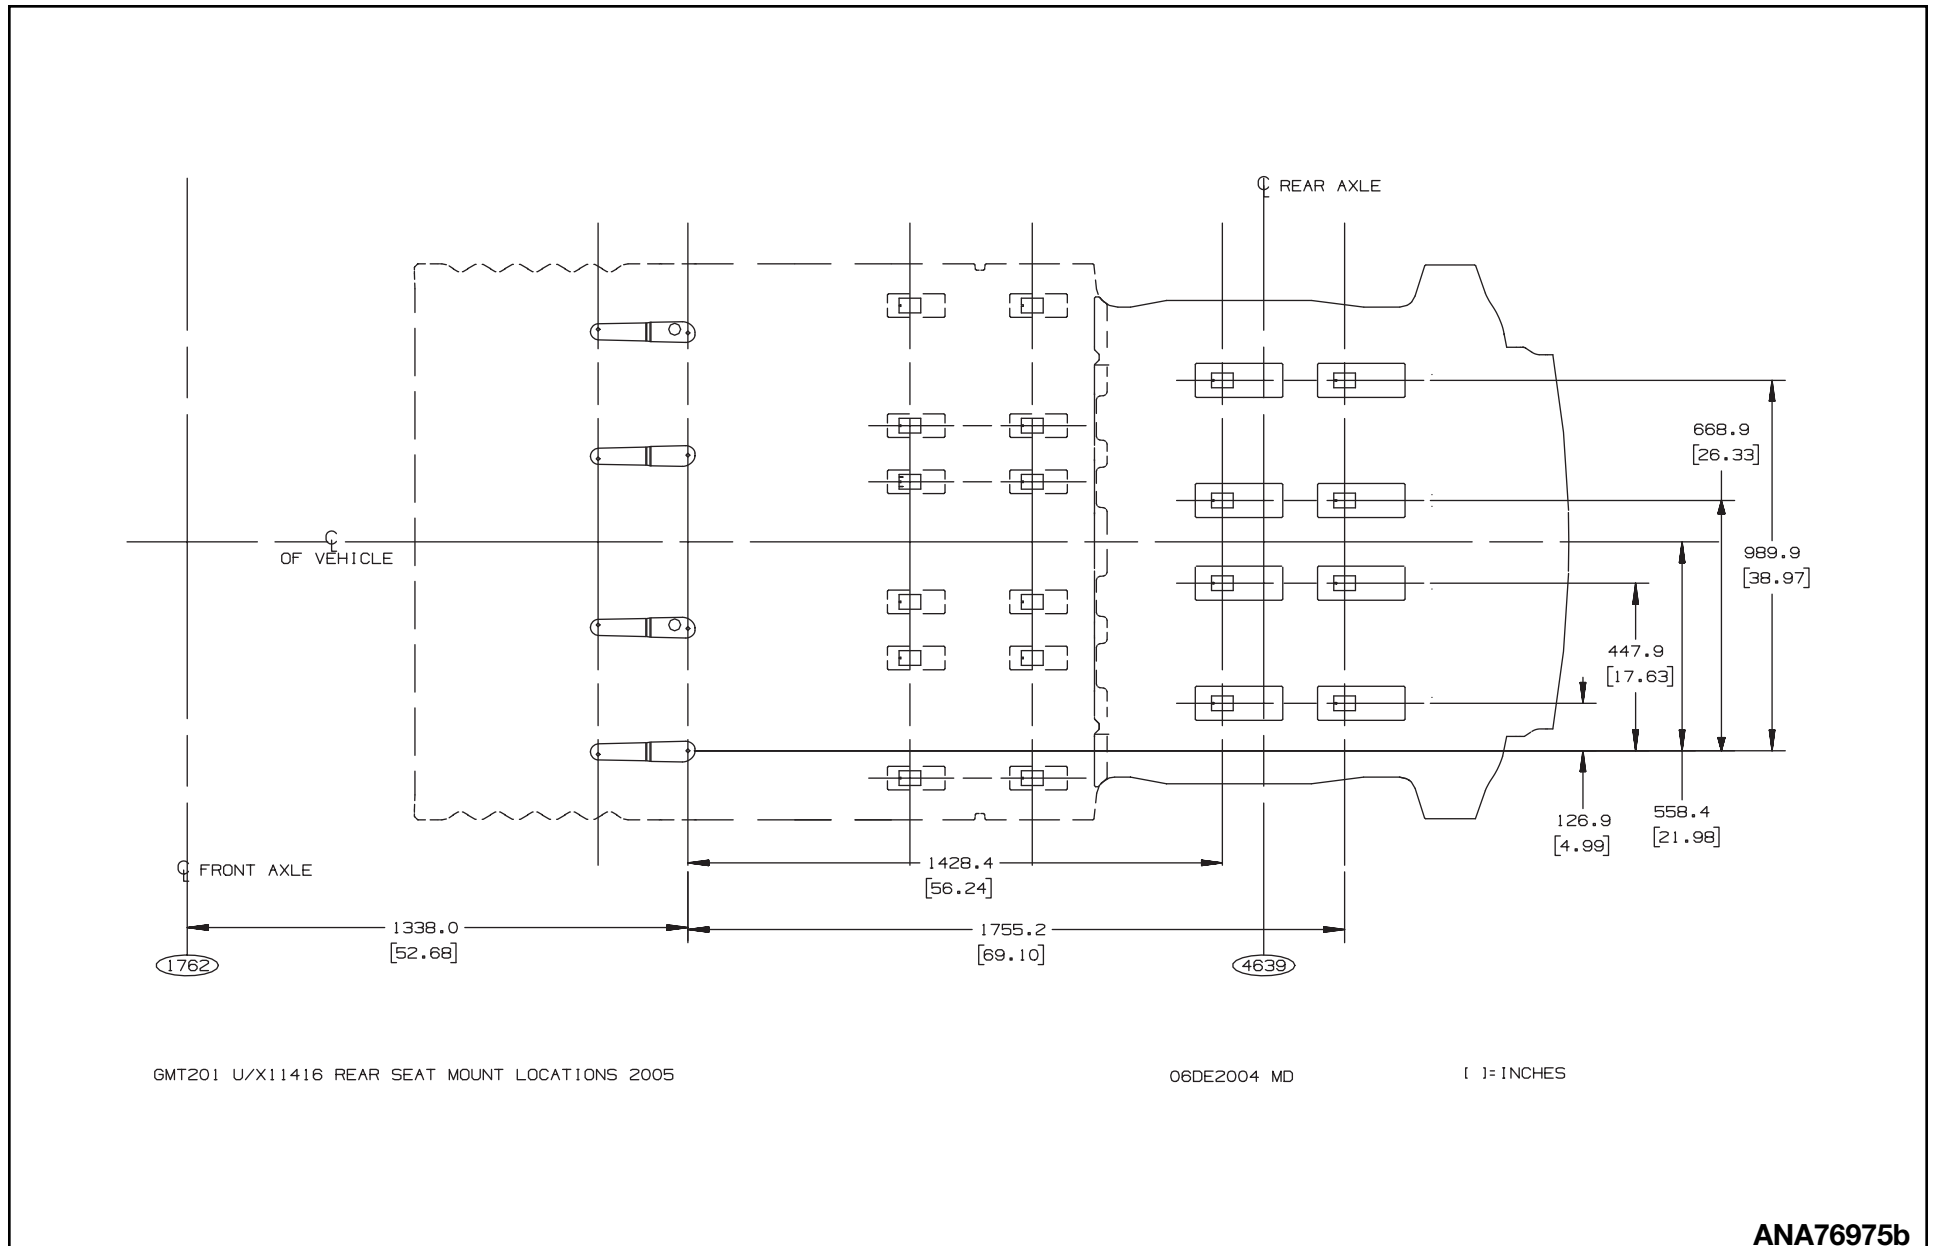 ℄ REAR AXLE
668.9
[26.33]
℄
OF VEHICLE
989.9
[38.97]
447.9
[17.63]
126.9
[4.99]
558.4
[21.98]
℄ FRONT AXLE
1428.4
[56.24]
1338.0
[52.68]
1755.2
[69.10]
1762
4639
GMT201 U/X11416 REAR SEAT MOUNT LOCATIONS 2005
06DE2004 MD
[ ]=INCHES
ANA76975b